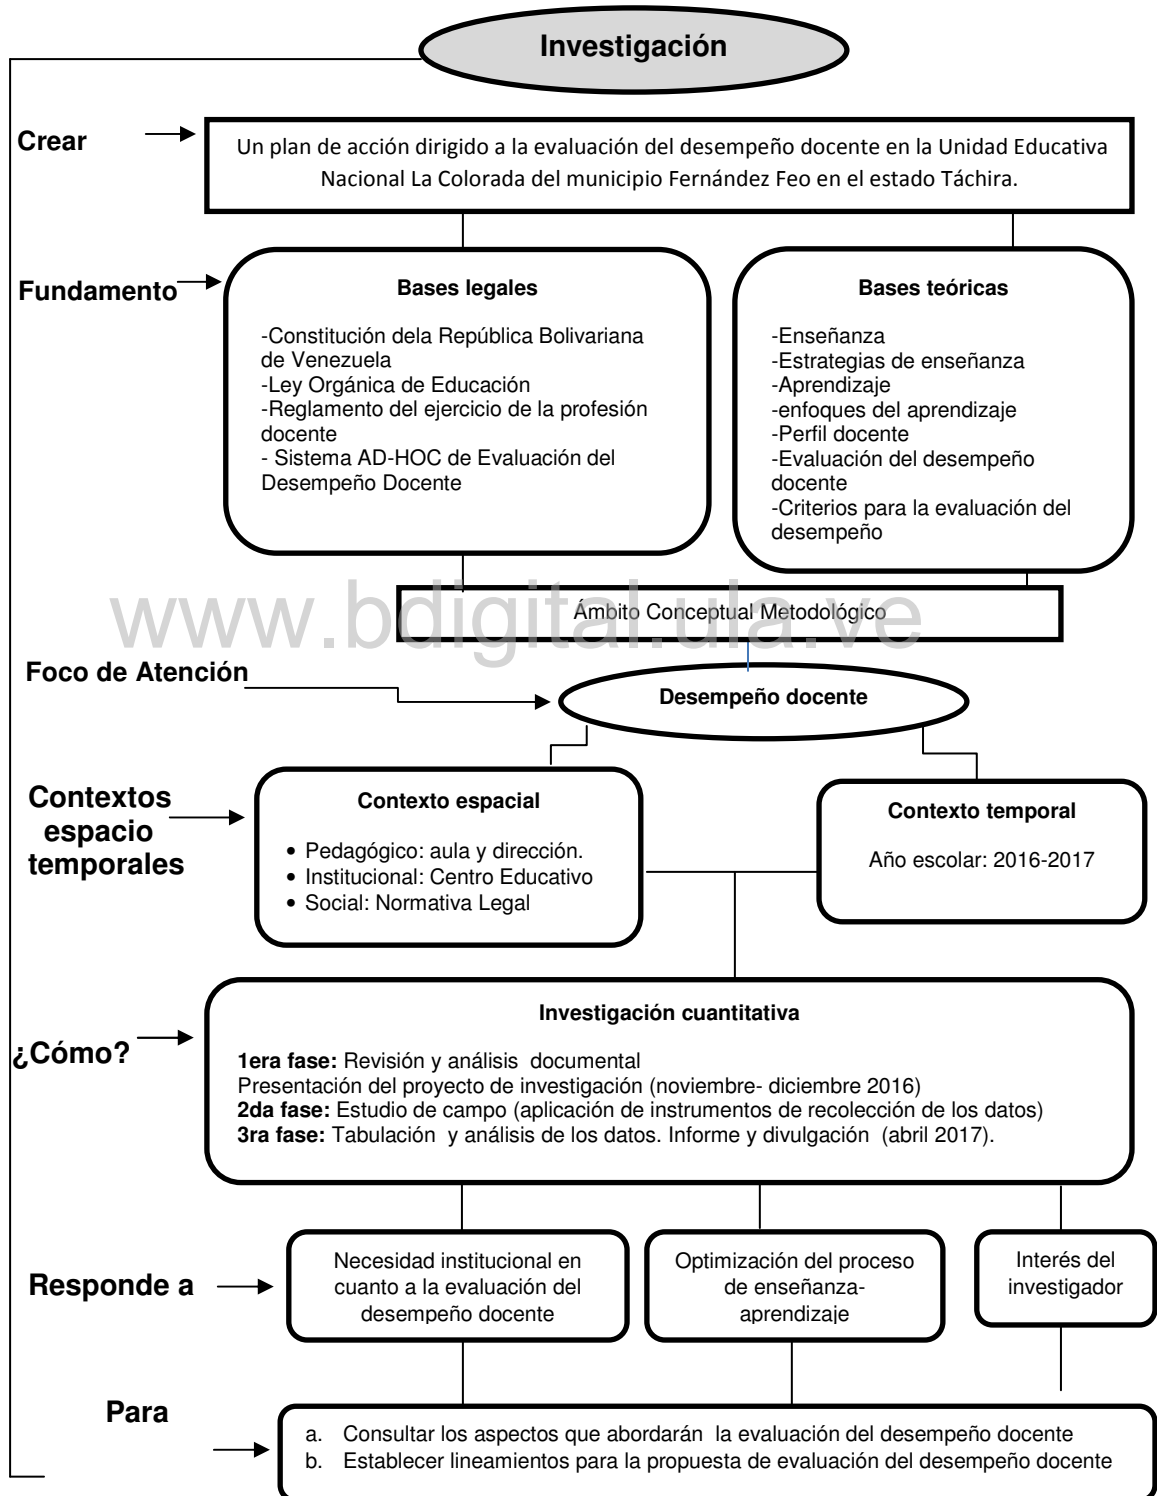 Investigación
Crear
Un plan de acción dirigido a la evaluación del desempeño docente en la Unidad Educativa
Nacional La Colorada del municipio Fernández Feo en el estado Táchira.
Fundamento
Bases legales
-Constitución dela República Bolivariana
de Venezuela
-Ley Orgánica de Educación
-Reglamento del ejercicio de la profesión
docente
- Sistema AD-HOC de Evaluación del
Desempeño Docente
Bases teóricas
-Enseñanza
-Estrategias de enseñanza
-Aprendizaje
-enfoques del aprendizaje
-Perfil docente
-Evaluación del desempeño
docente
-Criterios para la evaluación del
desempeño
www.bdigital.ula.ve
Ámbito Conceptual Metodológico
Foco de Atención
Desempeño docente
Contextos
espacio
temporales
Contexto espacial
• Pedagógico: aula y dirección.
• Institucional: Centro Educativo
• Social: Normativa Legal
Contexto temporal
Año escolar: 2016-2017
¿Cómo?
Investigación cuantitativa
1era fase: Revisión y análisis documental
Presentación del proyecto de investigación (noviembre- diciembre 2016)
2da fase: Estudio de campo (aplicación de instrumentos de recolección de los datos)
3ra fase: Tabulación y análisis de los datos. Informe y divulgación (abril 2017).
Responde a
Necesidad institucional en
cuanto a la evaluación del
desempeño docente
Optimización del proceso
de enseñanza-
aprendizaje
Interés del
investigador
Para
a. Consultar los aspectos que abordarán la evaluación del desempeño docente
b. Establecer lineamientos para la propuesta de evaluación del desempeño docente